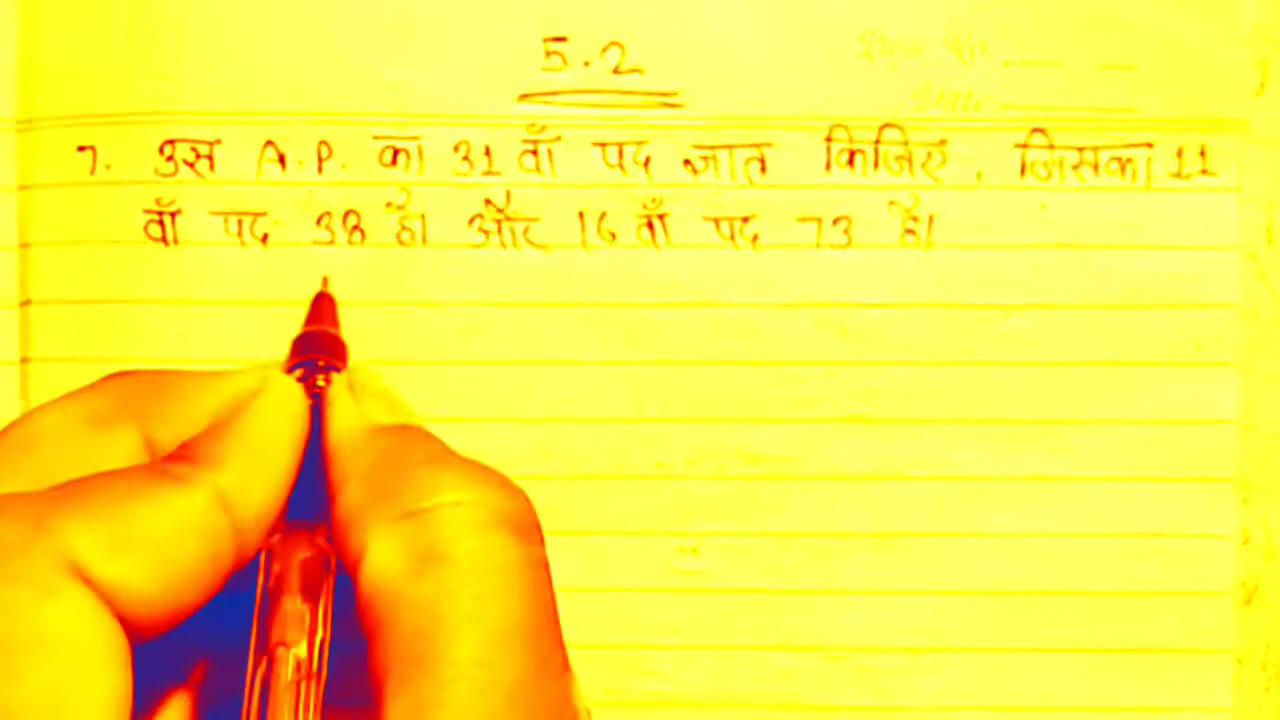 5.2
7. उस A.P. का 31 वाँ पद ज्ञात किजिए, जिसका 11
वाँ पद 38 है। और 16 वाँ पद 73 है।